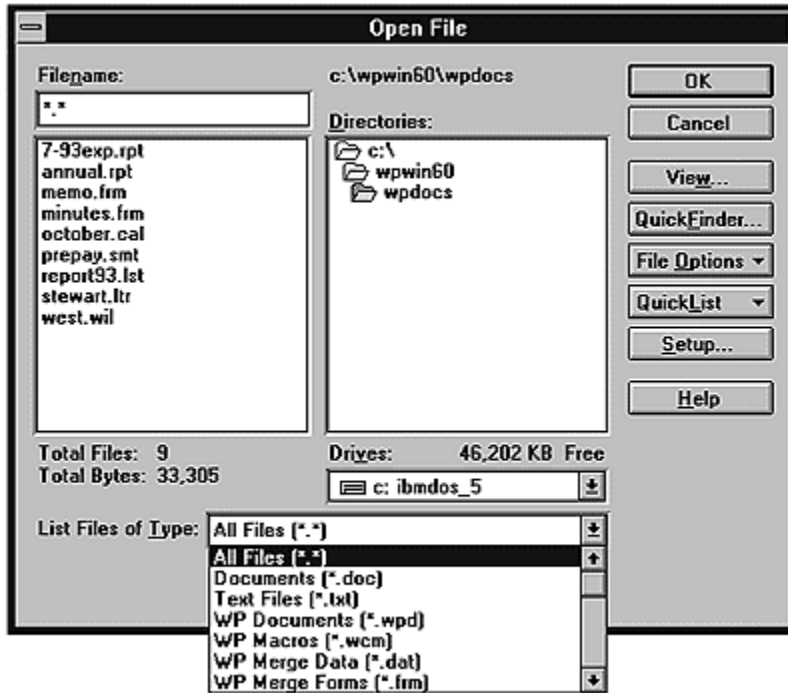 Open File
Filename:
*.*
7-93exp.rpt
annual.rpt
memo.frm
minutes.frm
october.cal
prepay.smt
report93.lst
stewart.ltr
west.wil
Total Files: 9
Total Bytes: 33,305
c:\wpwin60\wpdocs
Directories:
c:\
wpwin60
wpdocs
Drives: 46,202 KB Free
c: ibmdos_5
OK
Cancel
View...
QuickFinder...
File Options
QuickList
Setup...
Help
List Files of Type: All Files (*.*)
All Files (*.*)
Documents (*.doc)
Text Files (*.txt)
WP Documents (*.wpd)
WP Macros (*.wcm)
WP Merge Data (*.dat)
WP Merge Forms (*.frm)